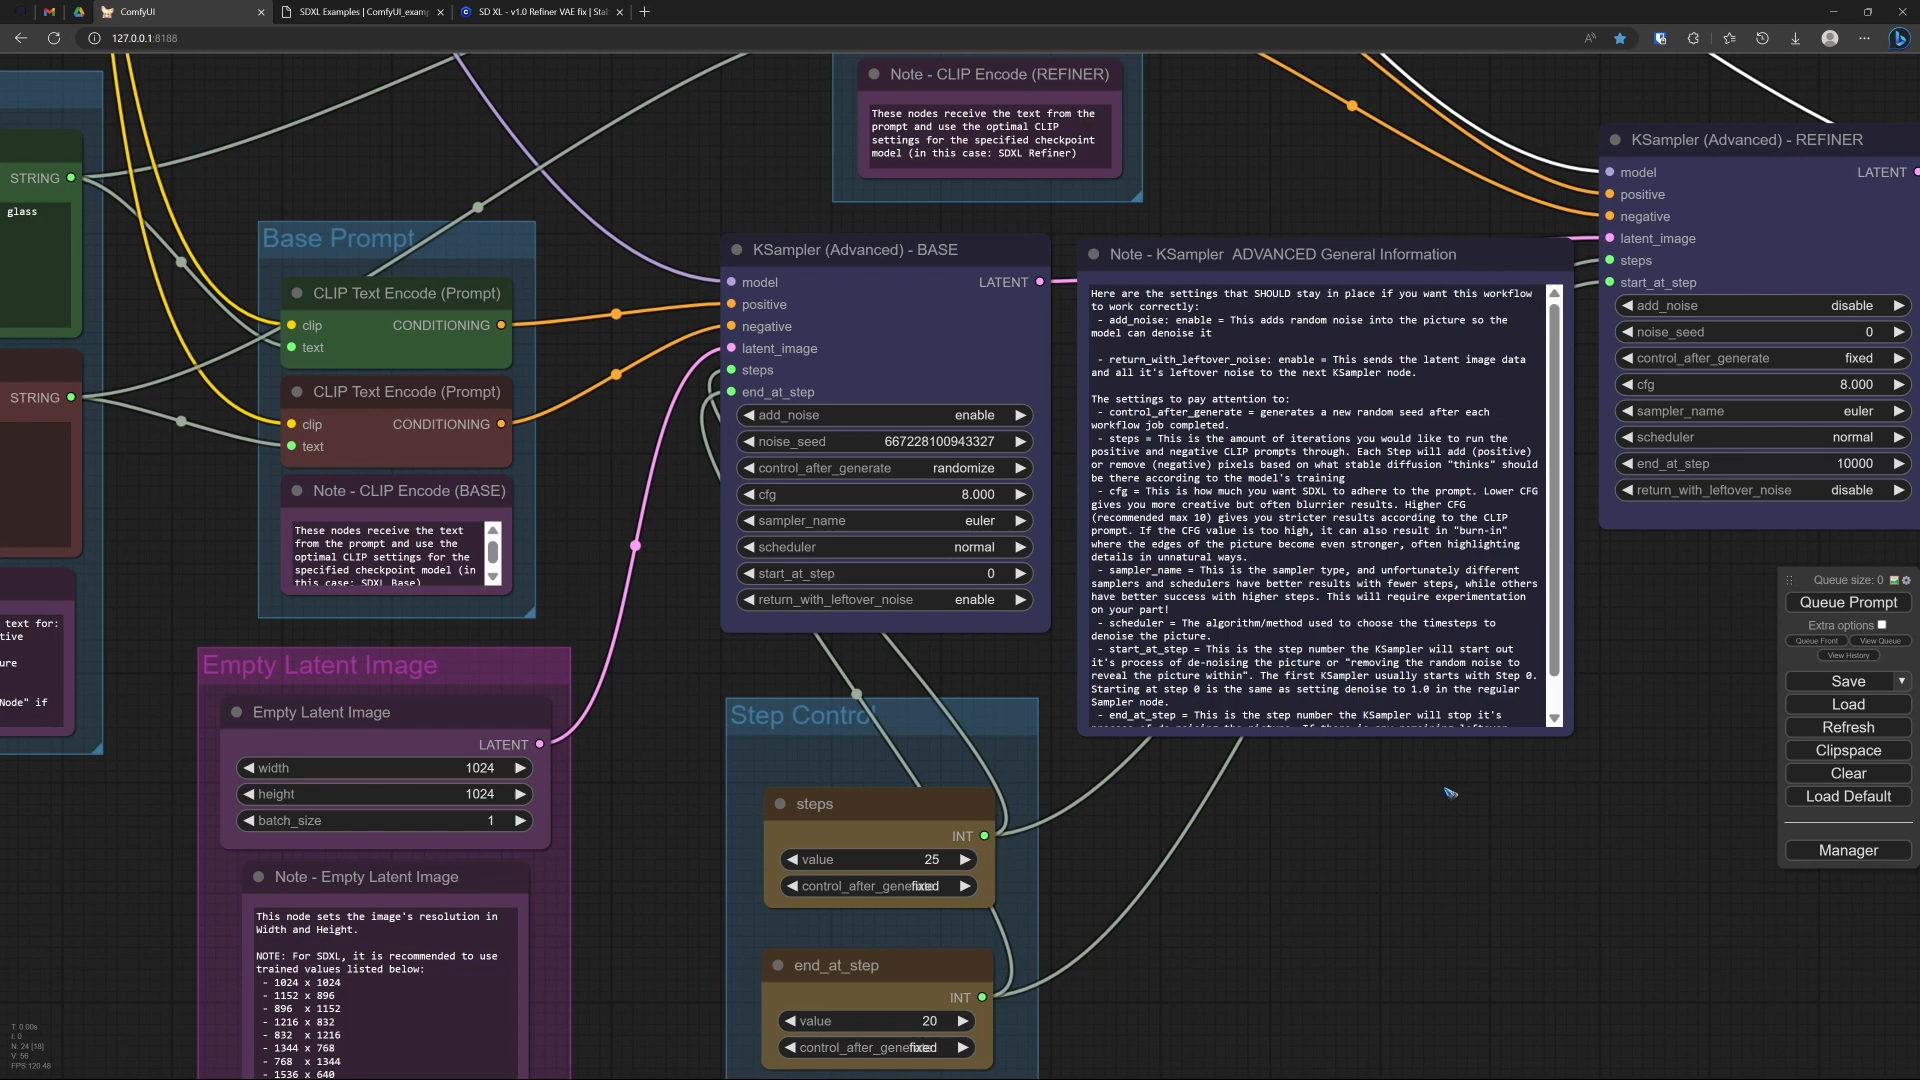 ComfyUI
SDXL Examples | ComfyUI_examp
SD XL - v1.0 Refiner VAE fix | Stal
127.0.0.1:8188
STRING
glass
STRING
text for:
tive
ure
Node" if
Base Prompt
CLIP Text Encode (Prompt)
clip
CONDITIONING
text
CLIP Text Encode (Prompt)
clip
CONDITIONING
text
Note - CLIP Encode (BASE)
These nodes receive the text
from the prompt and use the
optimal CLIP settings for the
specified checkpoint model (in
this case: SDXL Base)
Empty Latent Image
Empty Latent Image
LATENT
width 1024
height 1024
batch_size 1
Note - Empty Latent Image
This node sets the image's resolution in
Width and Height.
NOTE: For SDXL, it is recommended to use
trained values listed below:
- 1024 x 1024
- 1152 x 896
- 896 x 1152
- 1216 x 832
- 832 x 1216
- 1344 x 768
- 768 x 1344
- 1536 x 640
T: 0.00s
I: 0
N: 24 [18]
V: 56
FPS:120.48
Note - CLIP Encode (REFINER)
These nodes receive the text from the
prompt and use the optimal CLIP
settings for the specified checkpoint
model (in this case: SDXL Refiner)
KSampler (Advanced) - BASE
model
LATENT
positive
negative
latent_image
steps
end_at_step
add_noise enable
noise_seed 667228100943327
control_after_generate randomize
cfg 8.000
sampler_name euler
scheduler normal
start_at_step 0
return_with_leftover_noise enable
Step Control
steps
INT
value 25
control_after_gene fixed
end_at_step
INT
value 20
control_after_gene fixed
Note - KSampler ADVANCED General Information
Here are the settings that SHOULD stay in place if you want this workflow
to work correctly:
- add_noise: enable = This adds random noise into the picture so the
model can denoise it
- return_with_leftover_noise: enable = This sends the latent image data
and all it's leftover noise to the next KSampler node.
The settings to pay attention to:
- control_after_generate = generates a new random seed after each
workflow job completed.
- steps = This is the amount of iterations you would like to run the
positive and negative CLIP prompts through. Each Step will add (positive)
or remove (negative) pixels based on what stable diffusion "thinks" should
be there according to the model's training
- cfg = This is how much you want SDXL to adhere to the prompt. Lower CFG
gives you more creative but often blurrier results. Higher CFG
(recommended max 10) gives you stricter results according to the CLIP
prompt. If the CFG value is too high, it can also result in "burn-in"
where the edges of the picture become even stronger, often highlighting
details in unnatural ways.
- sampler_name = This is the sampler type, and unfortunately different
samplers and schedulers have better results with fewer steps, while others
have better success with higher steps. This will require experimentation
on your part!
- scheduler = The algorithm/method used to choose the timesteps to
denoise the picture.
- start_at_step = This is the step number the KSampler will start out
it's process of de-noising the picture or "removing the random noise to
reveal the picture within". The first KSampler usually starts with Step 0.
Starting at step 0 is the same as setting denoise to 1.0 in the regular
Sampler node.
- end_at_step = This is the step number the KSampler will stop it's
KSampler (Advanced) - REFINER
model
LATENT
positive
negative
latent_image
steps
start_at_step
add_noise disable
noise_seed 0
control_after_generate fixed
cfg 8.000
sampler_name euler
scheduler normal
end_at_step 10000
return_with_leftover_noise disable
Queue size: 0
Queue Prompt
Extra options
Queue Front
View Queue
View History
Save
Load
Refresh
Clipspace
Clear
Load Default
Manager